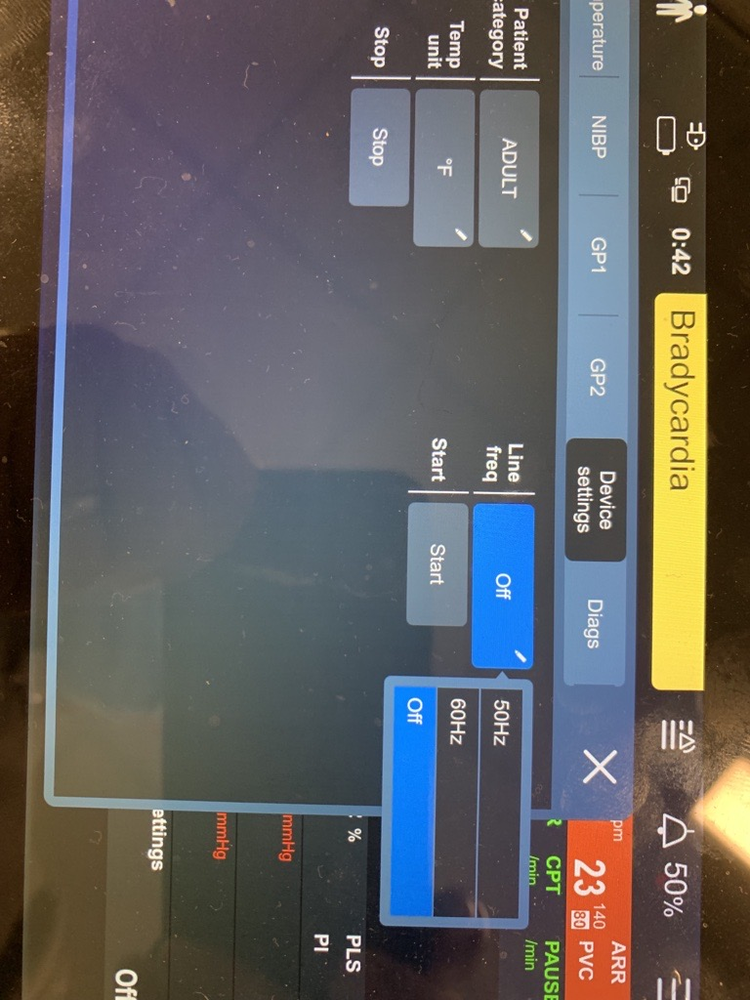 0:42
Bradycardia
50%
perature
NIBP
GP1
GP2
Device
settings
Diags
Patient
category
ADULT
Line
freq
Off
50Hz
60Hz
Off
Temp
unit
°F
Start
Start
Stop
Stop
pm
23
140
80
ARR
PVC
CPT
/min
PAUSE
/min
%
PLS
PI
mmHg
mmHg
ettings
Off